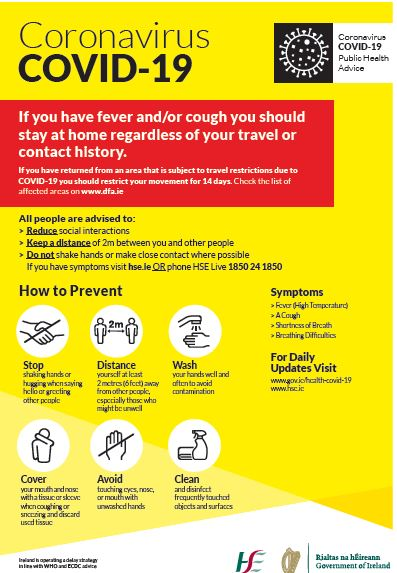 Coronavirus
COVID-19
Coronavirus
COVID-19
Public Health
Advice
If you have fever and/or cough you should
stay at home regardless of your travel or
contact history.
If you have returned from an area that is subject to travel restrictions due to
COVID-19 you should restrict your movement for 14 days. Check the list of
affected areas on www.dfa.ie
All people are advised to:
> Reduce social interactions
> Keep a distance of 2m between you and other people
> Do not shake hands or make close contact where possible
If you have symptoms visit hse.ie OR phone HSE Live 1850 24 1850
How to Prevent
2m
Stop
shaking hands or
hugging when saying
hello or greeting
other people
Distance
yourself at least
2 metres (6 feet) away
from other people,
especially those who
might be unwell
Wash
your hands well and
often to avoid
contamination
Cover
your mouth and nose
with a tissue or sleeve
when coughing or
sneezing and discard
used tissue
Avoid
touching eyes, nose,
or mouth with
unwashed hands
Clean
and disinfect
frequently touched
objects and surfaces
Symptoms
> Fever (High Temperature)
> A Cough
> Shortness of Breath
> Breathing Difficulties
For Daily
Updates Visit
www.gov.ie/health-covid-19
www.hse.ie
Ireland is operating a delay strategy
in line with WHO and ECDC advice
Rialtas na hÉireann
Government of Ireland